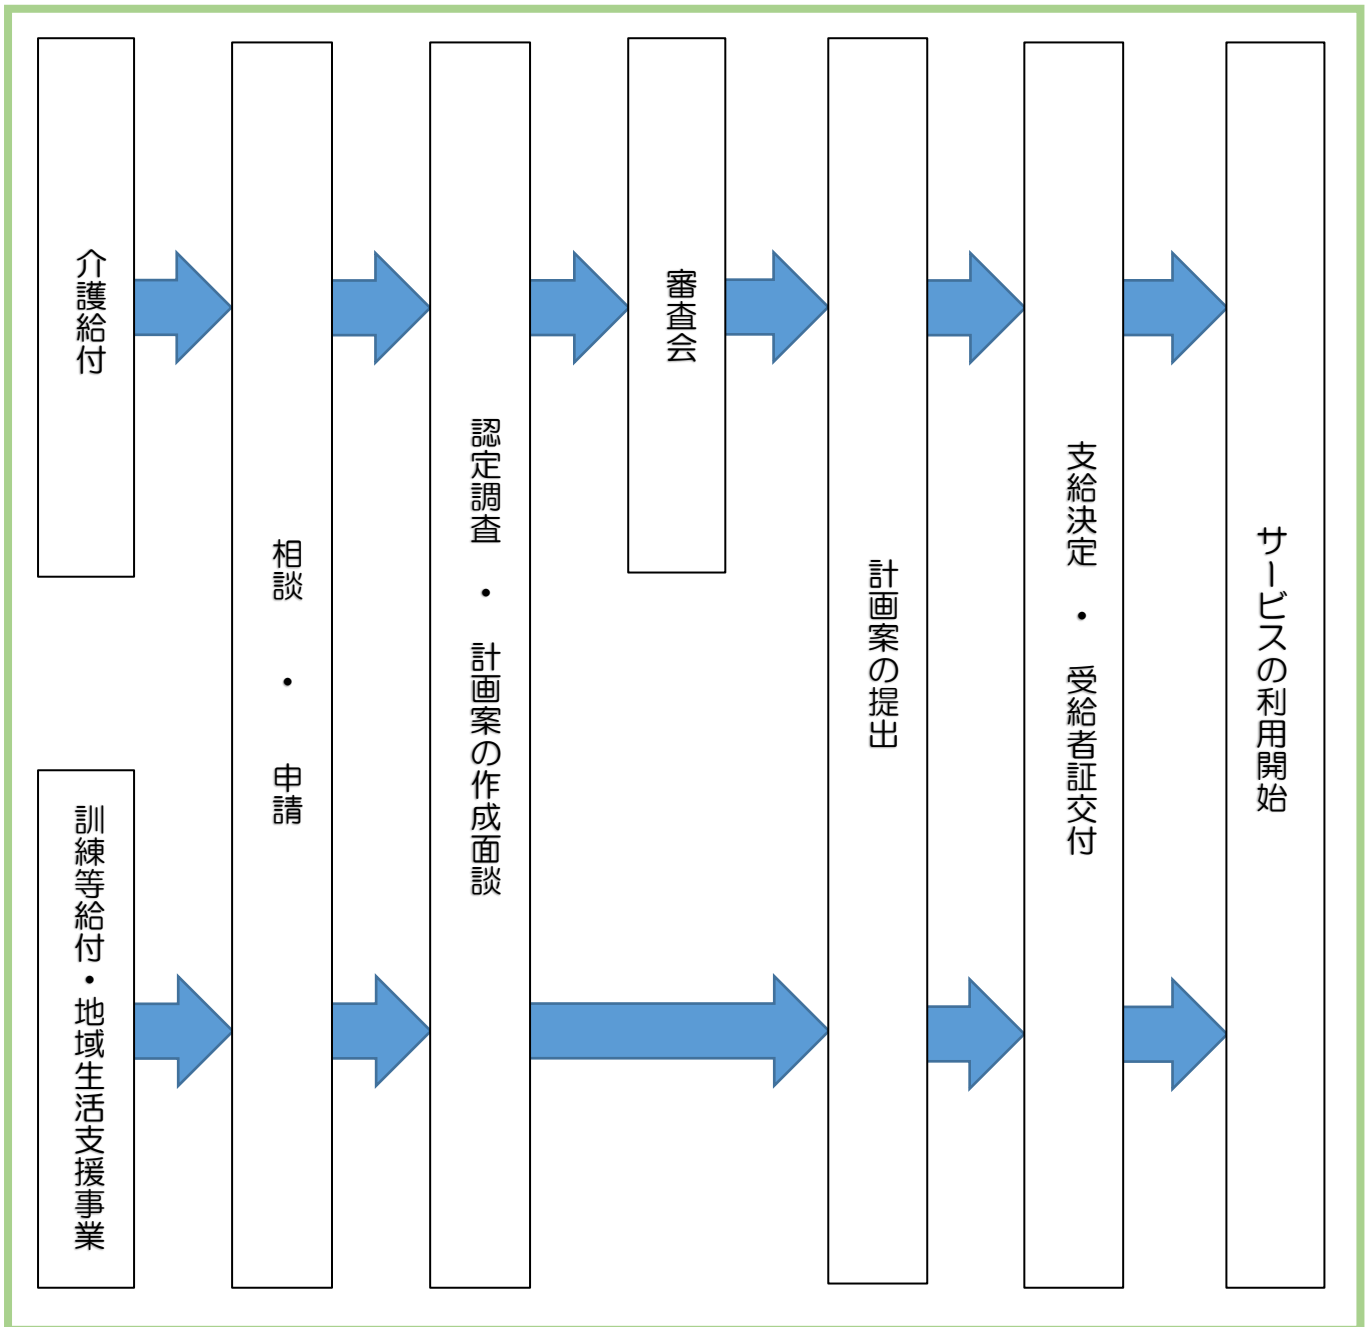 介護給付
訓練等給付・地域生活支援事業
相談 ・ 申請
認定調査 ・ 計画案の作成面談
審査会
計画案の提出
支給決定 ・ 受給者証交付
サービスの利用開始